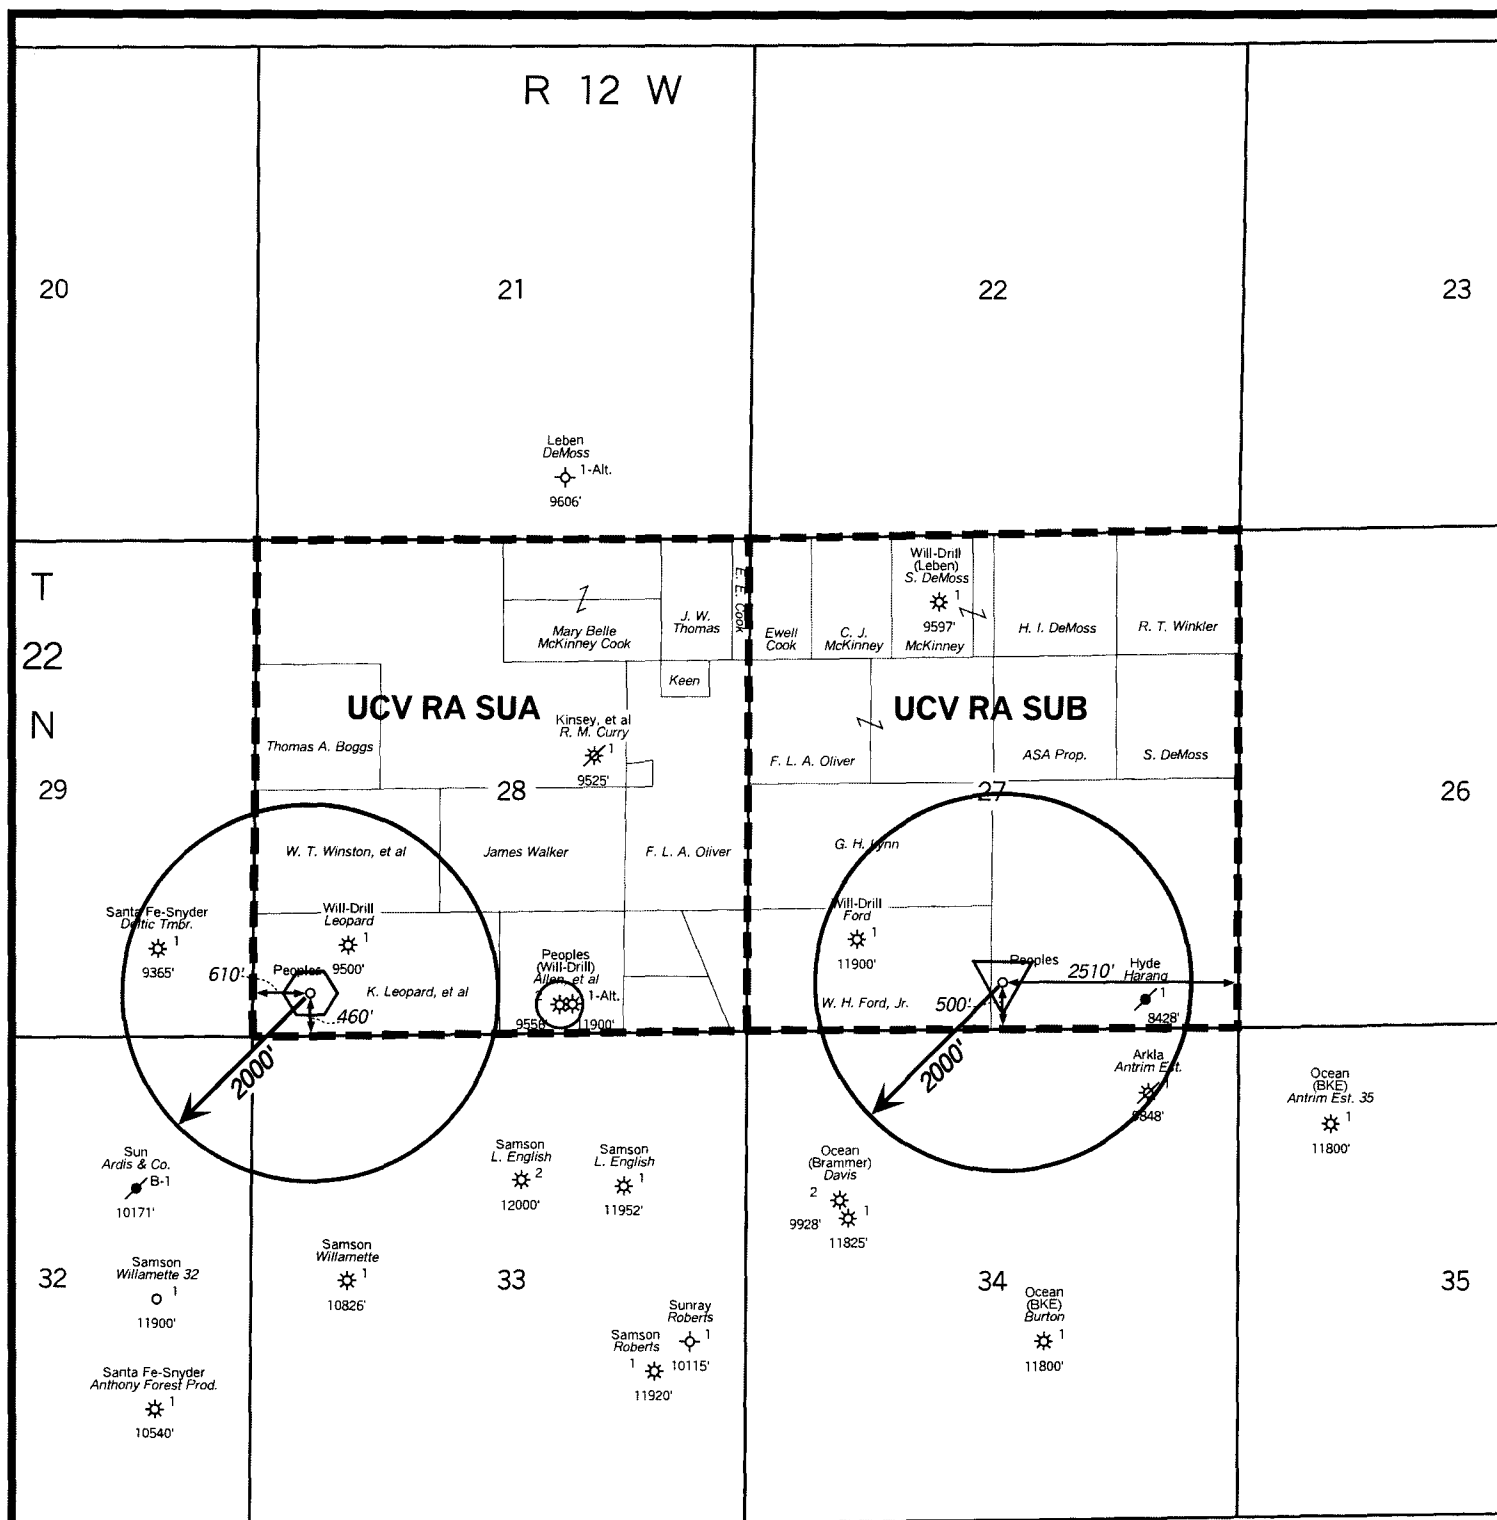 R 12 W
20
21
22
23
Leben
DeMoss
1-Alt.
9606'
T
22
N
29
E. E. Cook
Mary Belle
McKinney Cook
J. W.
Thomas
Keen
Ewell
Cook
C. J.
McKinney
Will-Drill
(Leben)
S. DeMoss
1
9597'
McKinney
H. I. DeMoss
R. T. Winkler
UCV RA SUA
UCV RA SUB
Thomas A. Boggs
Kinsey, et al
R. M. Curry
1
9525'
F. L. A. Oliver
ASA Prop.
S. DeMoss
28
27
26
W. T. Winston, et al
James Walker
F. L. A. Oliver
G. H. Lynn
Santa Fe-Snyder
Deltic Tmbr.
1
9365'
Will-Drill
Leopard
1
9500'
610'
Peoples
K. Leopard, et al
460'
2000'
Peoples
(Will-Drill)
Allen, et al
2
1-Alt.
9556'
11900'
Will-Drill
Ford
1
11900'
W. H. Ford, Jr.
Peoples
2510'
500'
2000'
Hyde
Harang
1
8428'
Arkla
Antrim Est.
1
9848'
Ocean
(BKE)
Antrim Est. 35
1
11800'
Sun
Ardis & Co.
B-1
10171'
Samson
L. English
2
12000'
Samson
L. English
1
11952'
Ocean
(Brammer)
Davis
2
9928'
1
11825'
32
Samson
Willamette 32
1
11900'
Samson
Willamette
1
10826'
33
34
35
Sunray
Roberts
1
10115'
Samson
Roberts
1
11920'
Ocean
(BKE)
Burton
1
11800'
Santa Fe-Snyder
Anthony Forest Prod.
1
10540'